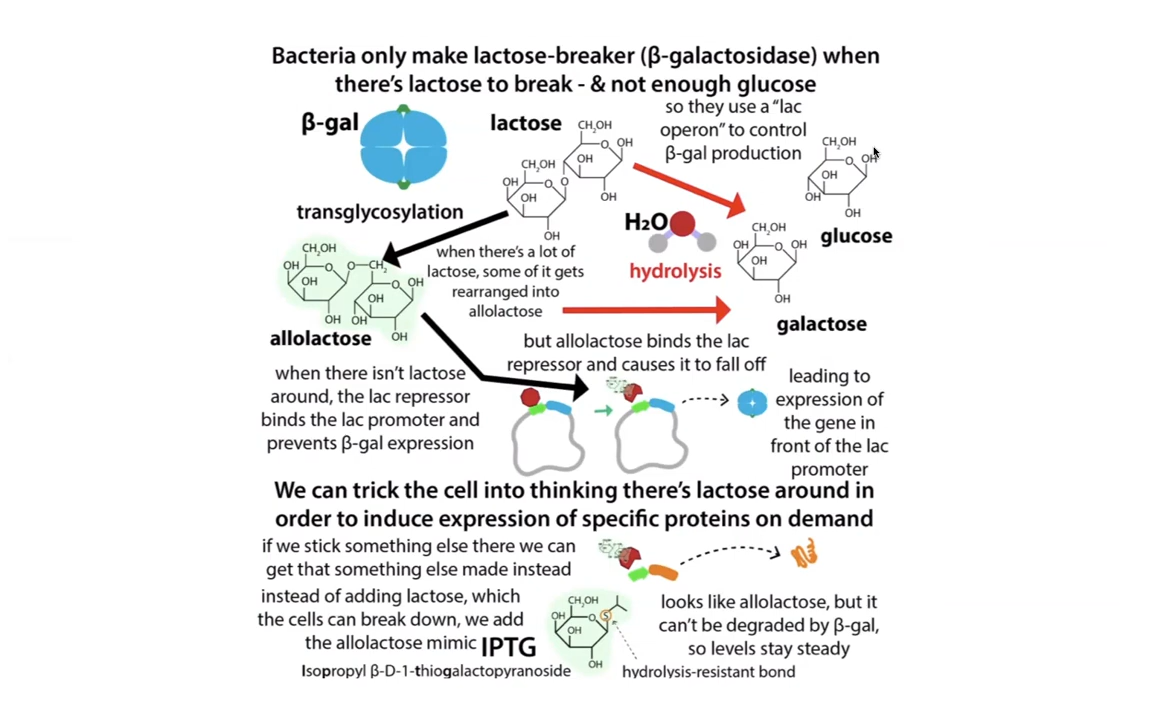 Bacteria only make lactose-breaker (β-galactosidase) when
there's lactose to break - & not enough glucose
β-gal
lactose
so they use a "lac
operon" to control
β-gal production
CH₂OH
O
OH
OH
OH
CH₂OH
OH
O
O
OH
OH
CH₂OH
O
OH
OH
OH
OH
glucose
transglycosylation
H₂O
hydrolysis
CH₂OH
OH
O
OH
OH
OH
galactose
when there's a lot of
lactose, some of it gets
rearranged into
allolactose
CH₂OH
OH
O
O
CH₂
OH
OH
O
OH
OH
OH
OH
allolactose
but allolactose binds the lac
repressor and causes it to fall off
when there isn't lactose
around, the lac repressor
binds the lac promoter and
prevents β-gal expression
leading to
expression of
the gene in
front of the lac
promoter
We can trick the cell into thinking there's lactose around in
order to induce expression of specific proteins on demand
if we stick something else there we can
get that something else made instead
instead of adding lactose, which
the cells can break down, we add
the allolactose mimic IPTG
Isopropyl β-D-1-thiogalactopyranoside
CH₂OH
OH
O
S
OH
OH
looks like allolactose, but it
can't be degraded by β-gal,
so levels stay steady
hydrolysis-resistant bond